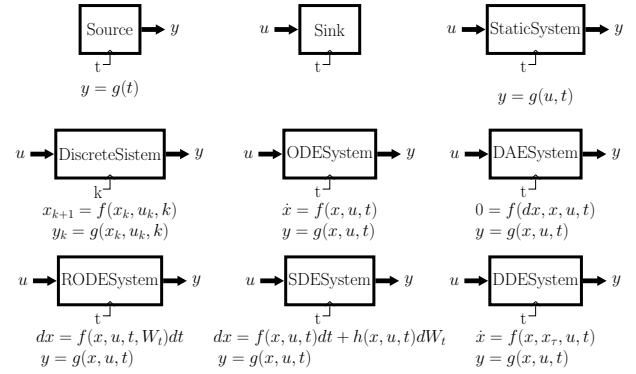 Source y u Sink u StaticSystem y
t t t
y = g(t) y = g(u, t)
u DiscreteSistem y u ODESystem y u DAESystem y
k t t
x_{k+1} = f(x_k, u_k, k) ẋ = f(x, u, t) 0 = f(dx, x, u, t)
y_k = g(x_k, u_k, k) y = g(x, u, t) y = g(x, u, t)
u RODESystem y u SDESystem y u DDESystem y
t t t
dx = f(x, u, t, W_t)dt dx = f(x, u, t)dt + h(x, u, t)dW_t ẋ = f(x, x_τ, u, t)
y = g(x, u, t) y = g(x, u, t) y = g(x, u, t)